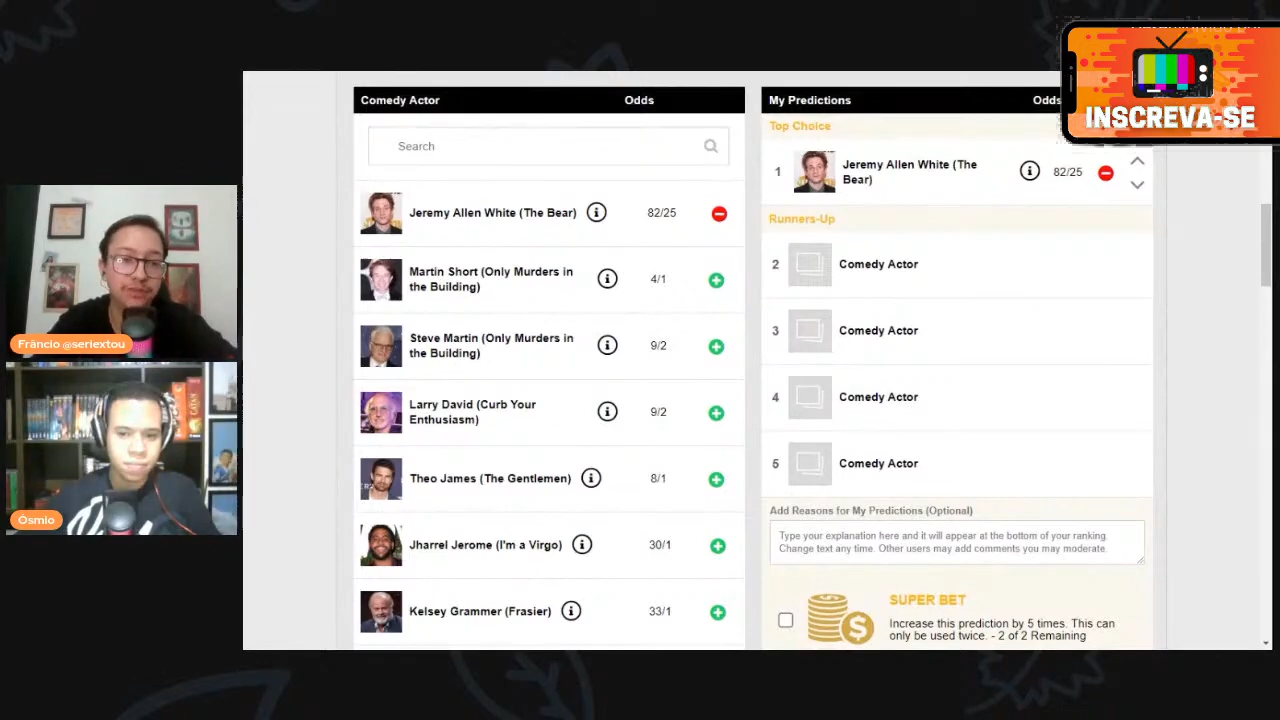 INSCREVA-SE
Comedy Actor Odds
Search
Jeremy Allen White (The Bear) 82/25
Martin Short (Only Murders in
the Building) 4/1
Steve Martin (Only Murders in
the Building) 9/2
Larry David (Curb Your
Enthusiasm) 9/2
Theo James (The Gentlemen) 8/1
Jharrel Jerome (I'm a Virgo) 30/1
Kelsey Grammer (Frasier) 33/1
My Predictions Odds
Top Choice
1 Jeremy Allen White (The
Bear) 82/25
Runners-Up
2 Comedy Actor
3 Comedy Actor
4 Comedy Actor
5 Comedy Actor
Add Reasons for My Predictions (Optional)
Type your explanation here and it will appear at the bottom of your ranking.
Change text any time. Other users may add comments you may moderate.
SUPER BET
Increase this prediction by 5 times. This can
only be used twice. - 2 of 2 Remaining
Frâncio @seriextou
Ósmio
CATAN